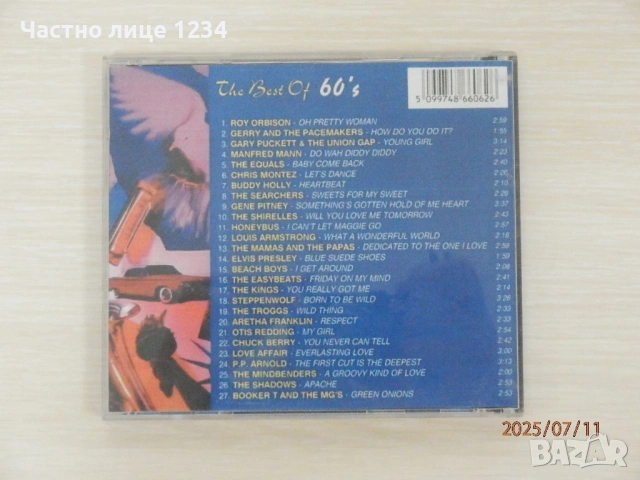 Частно лице 1234
The Best Of 60's
5 099748 660626
1. ROY ORBISON - OH PRETTY WOMAN 2:59
2. GERRY AND THE PACEMAKERS - HOW DO YOU DO IT? 1:55
3. GARY PUCKETT & THE UNION GAP - YOUNG GIRL 3:14
4. MANFRED MANN - DO WAH DIDDY DIDDY 2:23
5. THE EQUALS - BABY COME BACK 2:40
6. CHRIS MONTEZ - LET'S DANCE 2:26
7. BUDDY HOLLY - HEARTBEAT 2:10
8. THE SEARCHERS - SWEETS FOR MY SWEET 2:28
9. GENE PITNEY - SOMETHING'S GOTTEN HOLD OF ME HEART 3:37
10. THE SHIRELLES - WILL YOU LOVE ME TOMORROW 2:43
11. HONEYBUS - I CAN'T LET MAGGIE GO 2:57
12. LOUIS ARMSTRONG - WHAT A WONDERFUL WORLD 2:16
13. THE MAMAS AND THE PAPAS - DEDICATED TO THE ONE I LOVE 2:58
14. ELVIS PRESLEY - BLUE SUEDE SHOES 1:59
15. BEACH BOYS - I GET AROUND 2:08
16. THE EASYBEATS - FRIDAY ON MY MIND 2:41
17. THE KINGS - YOU REALLY GOT ME 2:14
18. STEPPENWOLF - BORN TO BE WILD 3:26
19. THE TROGGS - WILD THING 2:33
20. ARETHA FRANKLIN - RESPECT 2:23
21. OTIS REDDING - MY GIRL 2:54
22. CHUCK BERRY - YOU NEVER CAN TELL 2:42
23. LOVE AFFAIR - EVERLASTING LOVE 3:00
24. P.P. ARNOLD - THE FIRST CUT IS THE DEEPEST 3:13
25. THE MINDBENDERS - A GROOVY KIND OF LOVE 2:00
26. THE SHADOWS - APACHE 2:53
27. BOOKER T AND THE MG'S - GREEN ONIONS 2:53
2025/07/11
BAZAR